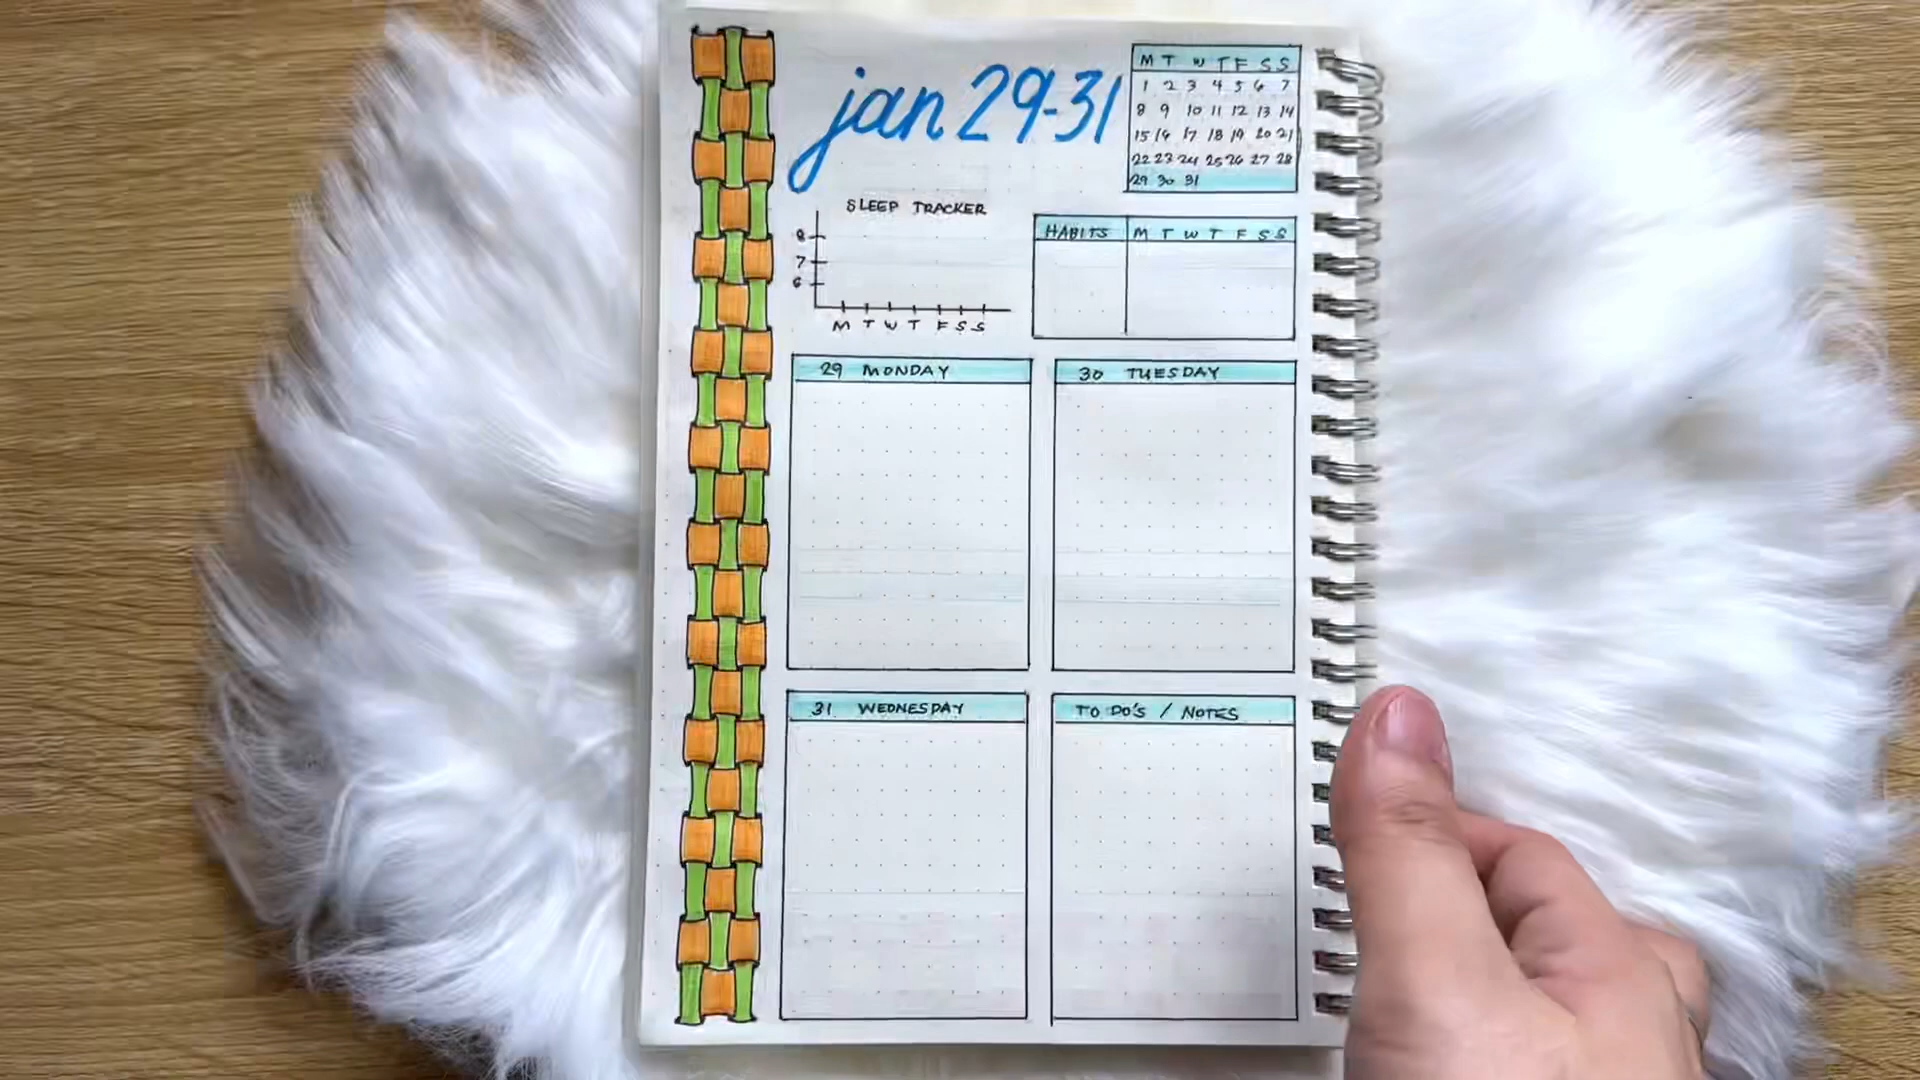 jan 29-31
M T W T F S S
1 2 3 4 5 6 7
8 9 10 11 12 13 14
15 16 17 18 19 20 21
22 23 24 25 26 27 28
29 30 31
SLEEP TRACKER
8
7
6
M T W T F S S
HABITS M T W T F S S
29 MONDAY
30 TUESDAY
31 WEDNESDAY
TO DO'S / NOTES